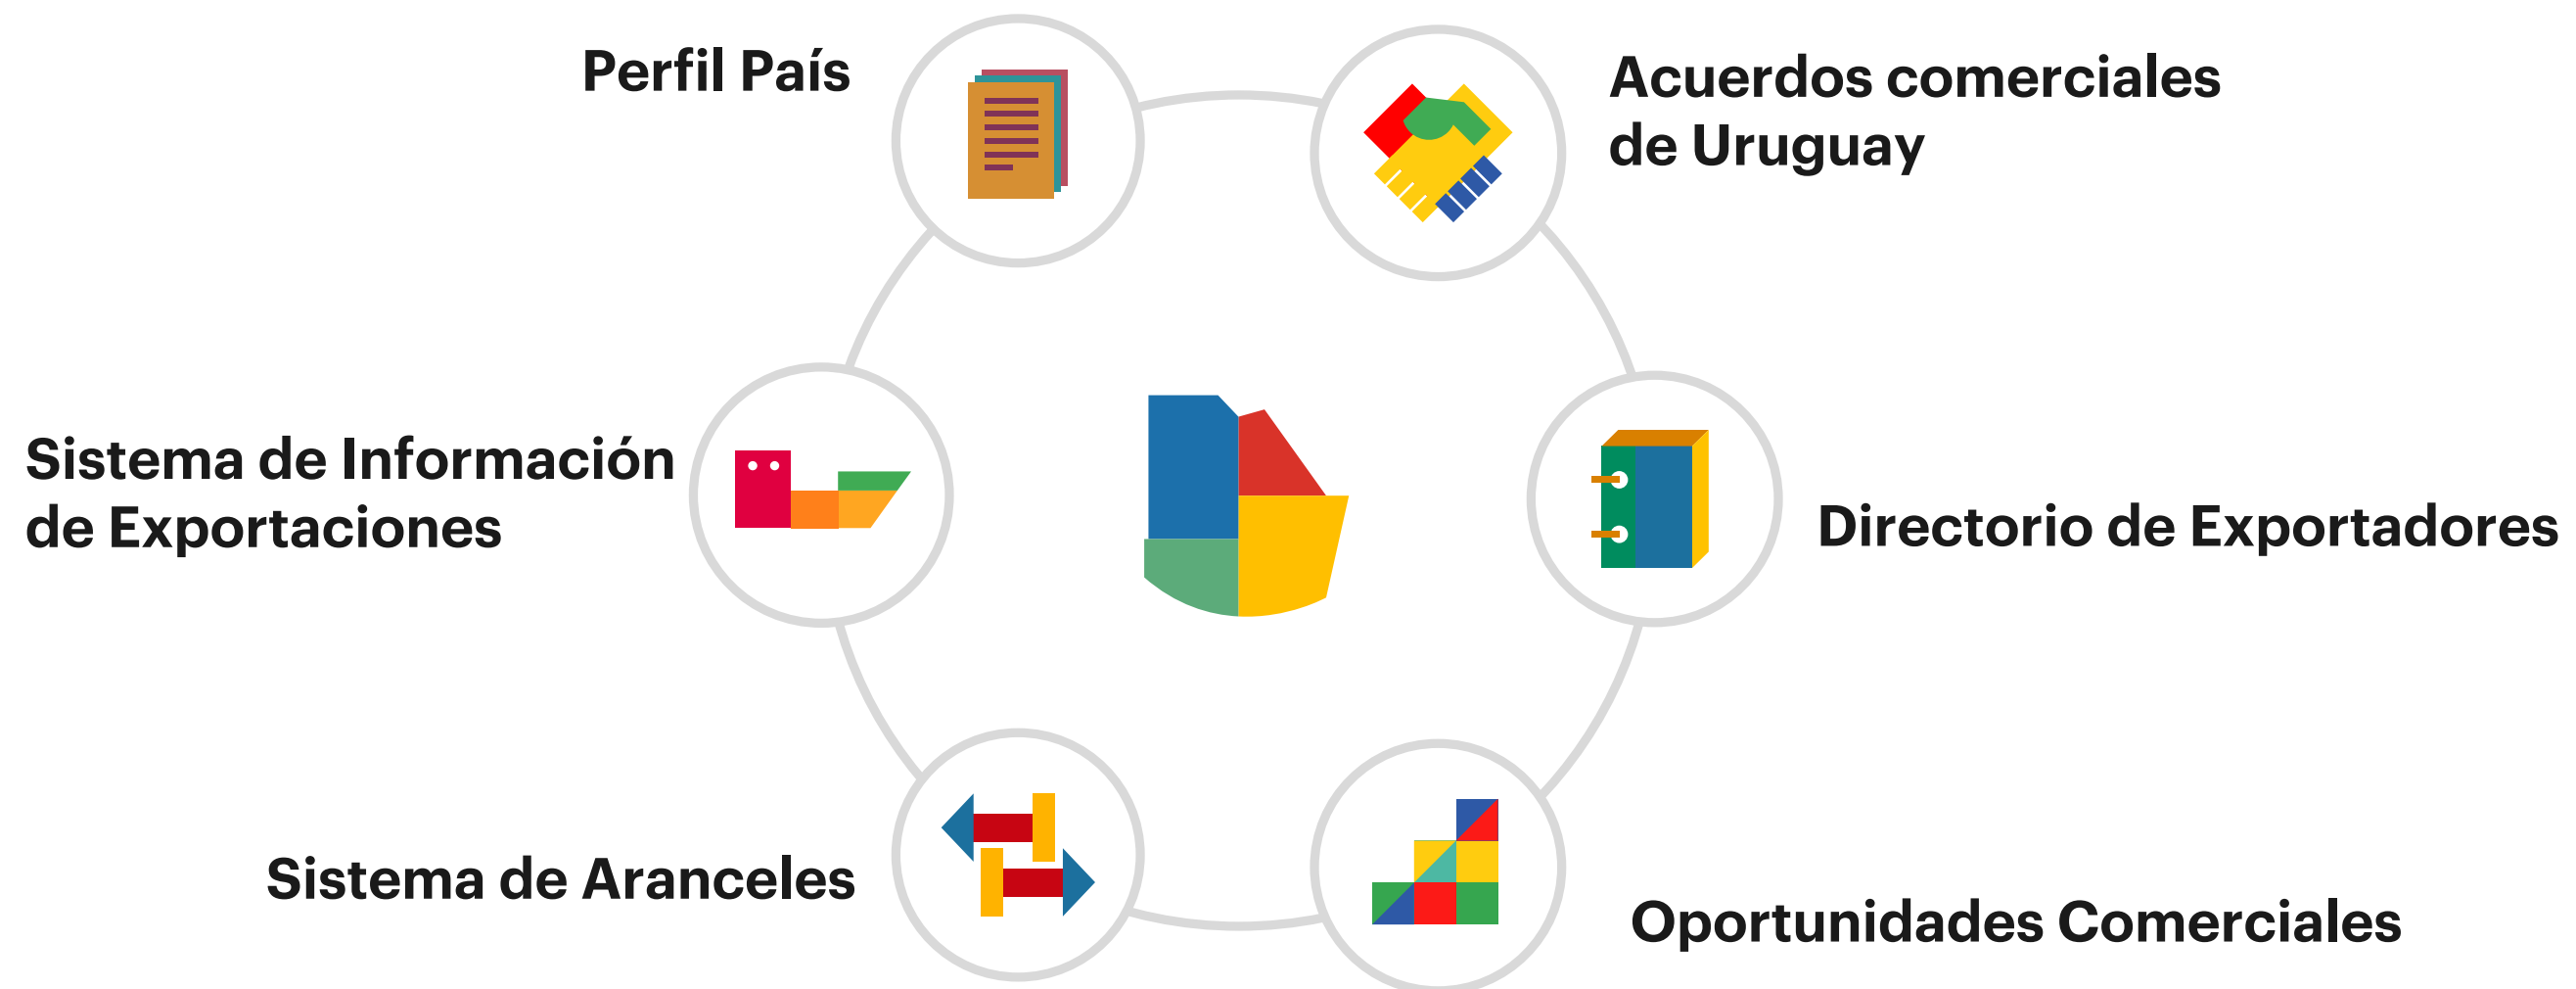 Perfil País
Acuerdos comerciales
de Uruguay
Sistema de Información
de Exportaciones
Directorio de Exportadores
Sistema de Aranceles
Oportunidades Comerciales